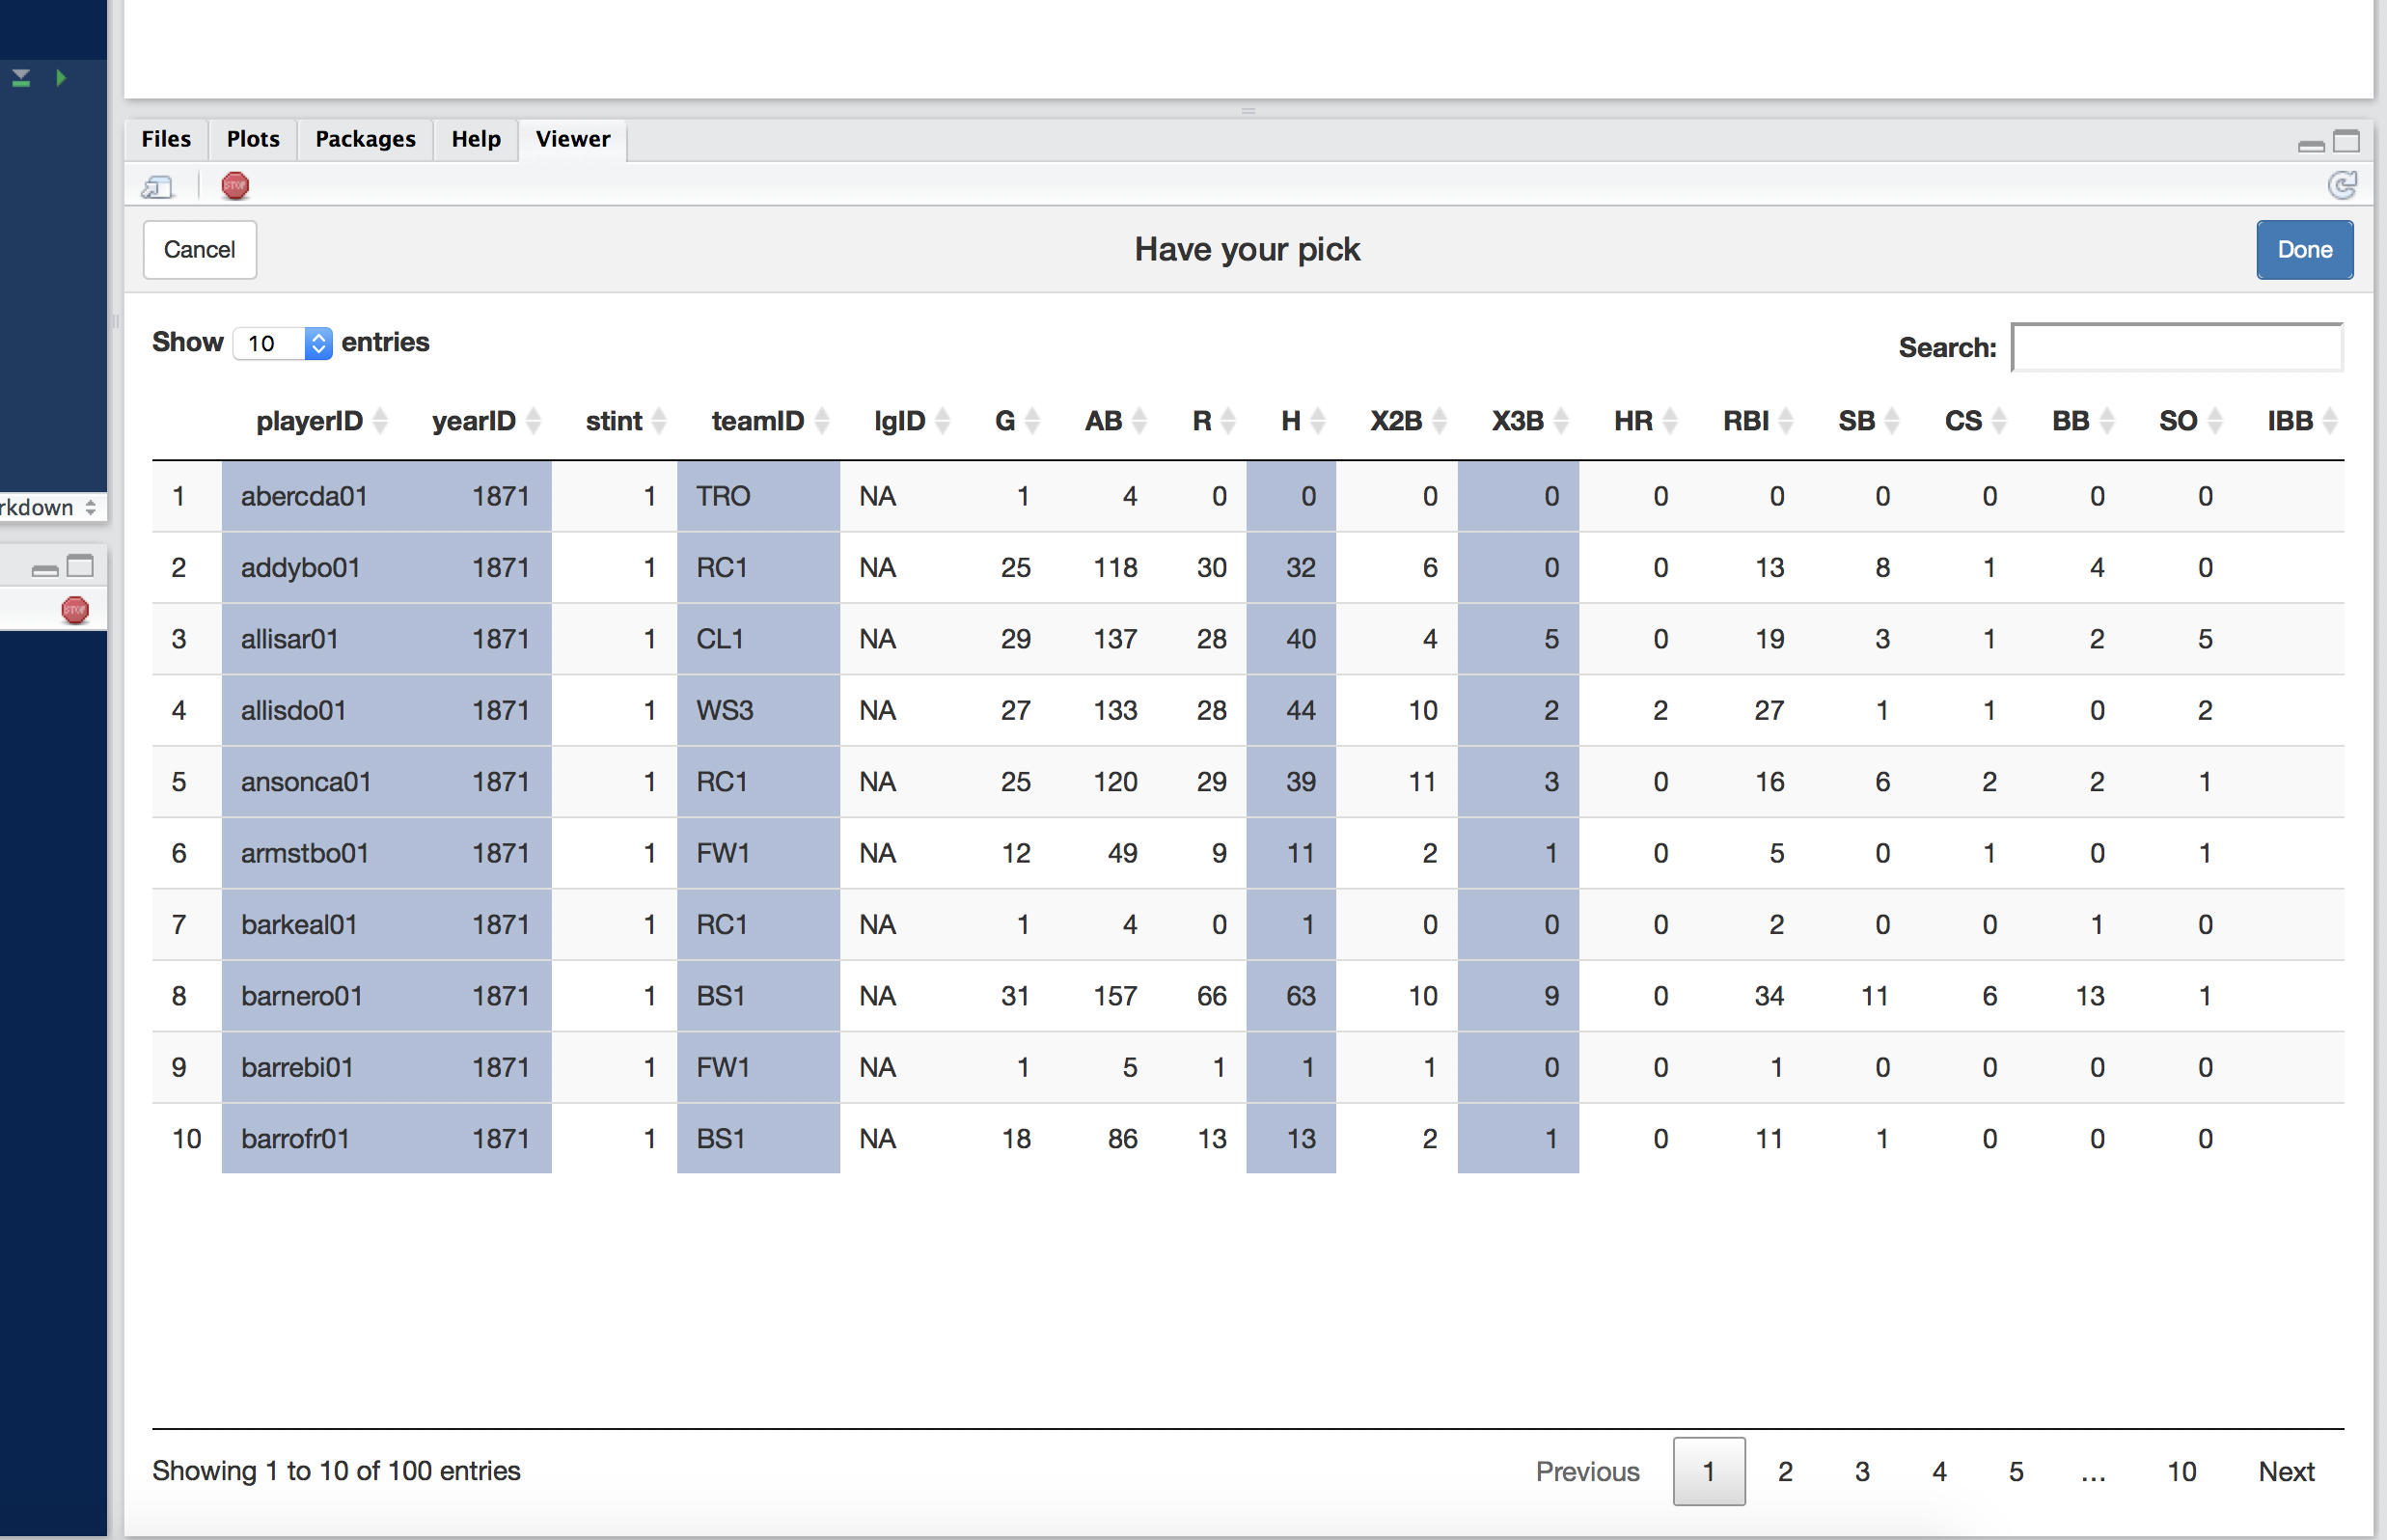 Files Plots Packages Help Viewer
STOP
Cancel Have your pick Done
Show 10 entries Search:
playerID yearID stint teamID lgID G AB R H X2B X3B HR RBI SB CS BB SO IBB
1 abercda01 1871 1 TRO NA 1 4 0 0 0 0 0 0 0 0 0 0
rkdown
2 addybo01 1871 1 RC1 NA 25 118 30 32 6 0 0 13 8 1 4 0
STOP
3 allisar01 1871 1 CL1 NA 29 137 28 40 4 5 0 19 3 1 2 5
4 allisdo01 1871 1 WS3 NA 27 133 28 44 10 2 2 27 1 1 0 2
5 ansonca01 1871 1 RC1 NA 25 120 29 39 11 3 0 16 6 2 2 1
6 armstbo01 1871 1 FW1 NA 12 49 9 11 2 1 0 5 0 1 0 1
7 barkeal01 1871 1 RC1 NA 1 4 0 1 0 0 0 2 0 0 1 0
8 barnero01 1871 1 BS1 NA 31 157 66 63 10 9 0 34 11 6 13 1
9 barrebi01 1871 1 FW1 NA 1 5 1 1 1 0 0 1 0 0 0 0
10 barrofr01 1871 1 BS1 NA 18 86 13 13 2 1 0 11 1 0 0 0
Showing 1 to 10 of 100 entries Previous 1 2 3 4 5 ... 10 Next